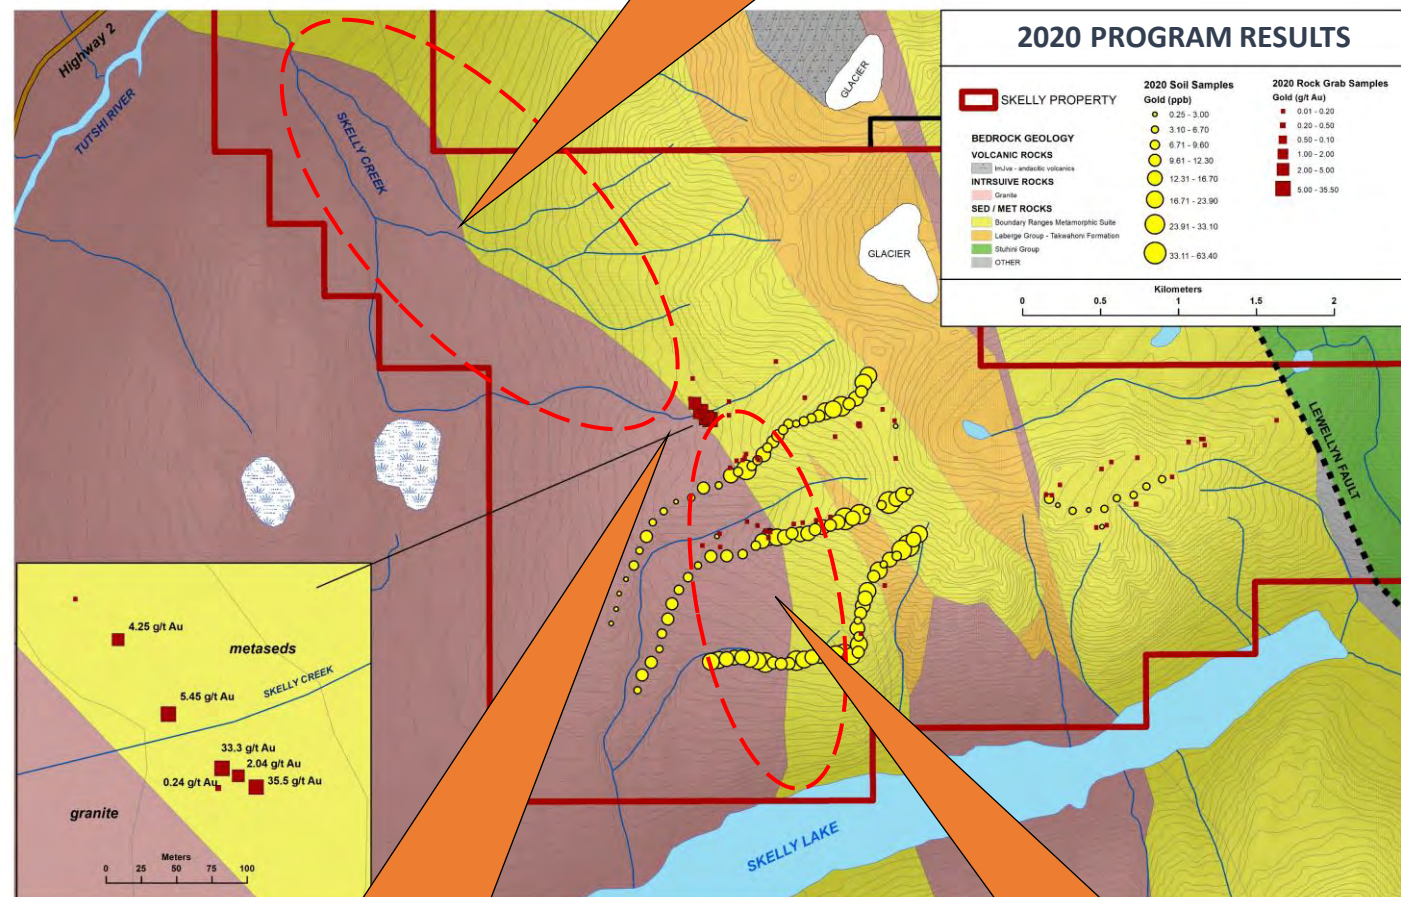 2020 PROGRAM RESULTS
SKELLY PROPERTY
BEDROCK GEOLOGY
VOLCANIC ROCKS
lmJva - andacitic volcanics
INTRSUIVE ROCKS
Granite
SED / MET ROCKS
Boundary Ranges Metamorphic Suite
Laberge Group - Takwahoni Formation
Stuhini Group
OTHER
2020 Soil Samples
Gold (ppb)
0.25 - 3.00
3.10 - 6.70
6.71 - 9.60
9.61 - 12.30
12.31 - 16.70
16.71 - 23.90
23.91 - 33.10
33.11 - 63.40
2020 Rock Grab Samples
Gold (g/t Au)
0.01 - 0.20
0.20 - 0.50
0.50 - 0.10
1.00 - 2.00
2.00 - 5.00
5.00 - 35.50
Kilometers
0 0.5 1 1.5 2
Highway 2
TUTSHI RIVER
SKELLY CREEK
GLACIER
GLACIER
LEWELLYN FAULT
SKELLY LAKE
4.25 g/t Au
metaseds
5.45 g/t Au
SKELLY CREEK
33.3 g/t Au
2.04 g/t Au
0.24 g/t Au
35.5 g/t Au
granite
Meters
0 25 50 75 100